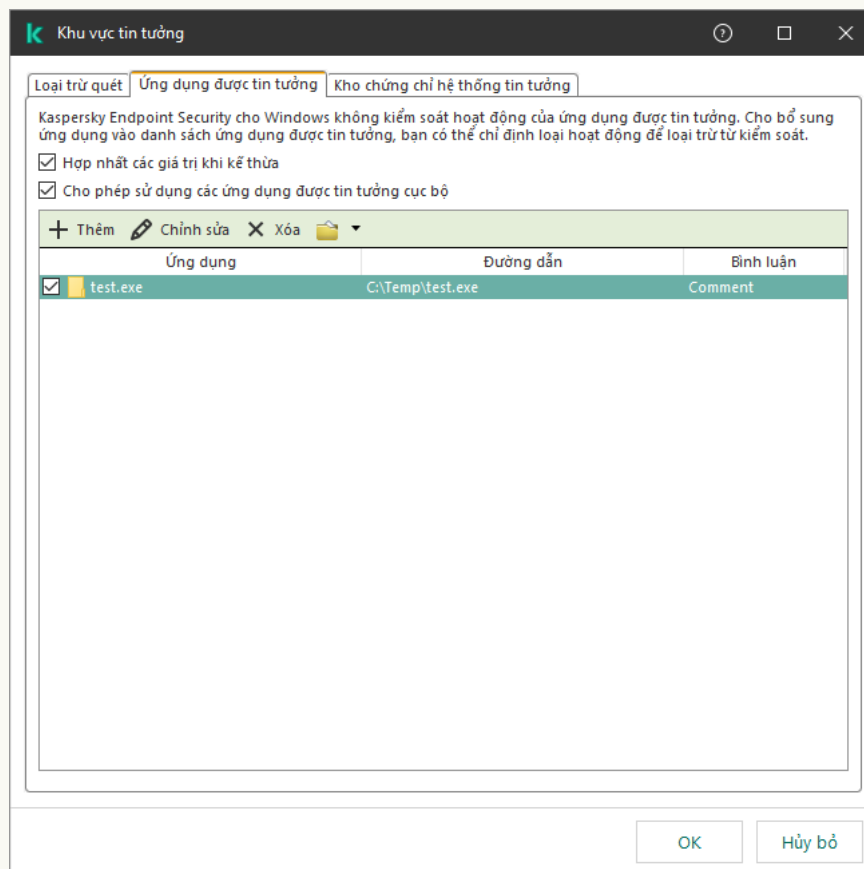 Khu vực tin tưởng
Loại trừ quét Ứng dụng được tin tưởng Kho chứng chỉ hệ thống tin tưởng
Kaspersky Endpoint Security cho Windows không kiểm soát hoạt động của ứng dụng được tin tưởng. Cho bổ sung
ứng dụng vào danh sách ứng dụng được tin tưởng, bạn có thể chỉ định loại hoạt động để loại trừ từ kiểm soát.
Hợp nhất các giá trị khi kế thừa
Cho phép sử dụng các ứng dụng được tin tưởng cục bộ
Thêm Chỉnh sửa Xóa
Ứng dụng Đường dẫn Bình luận
test.exe C:\Temp\test.exe Comment
OK Hủy bỏ